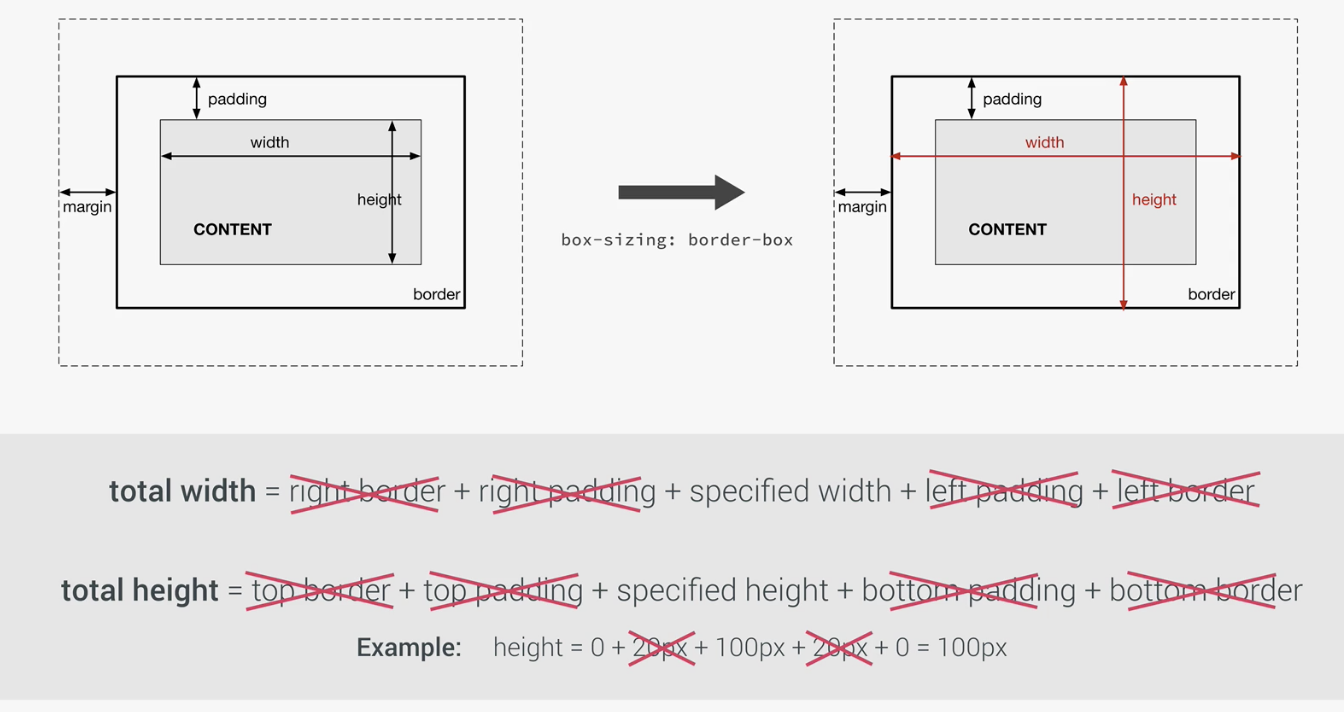 padding
width
height
margin
CONTENT
border
box-sizing: border-box
padding
width
height
margin
CONTENT
border
total width = right border + right padding + specified width + left padding + left border
total height = top border + top padding + specified height + bottom padding + bottom border
Example: height = 0 + 20px + 100px + 20px + 0 = 100px